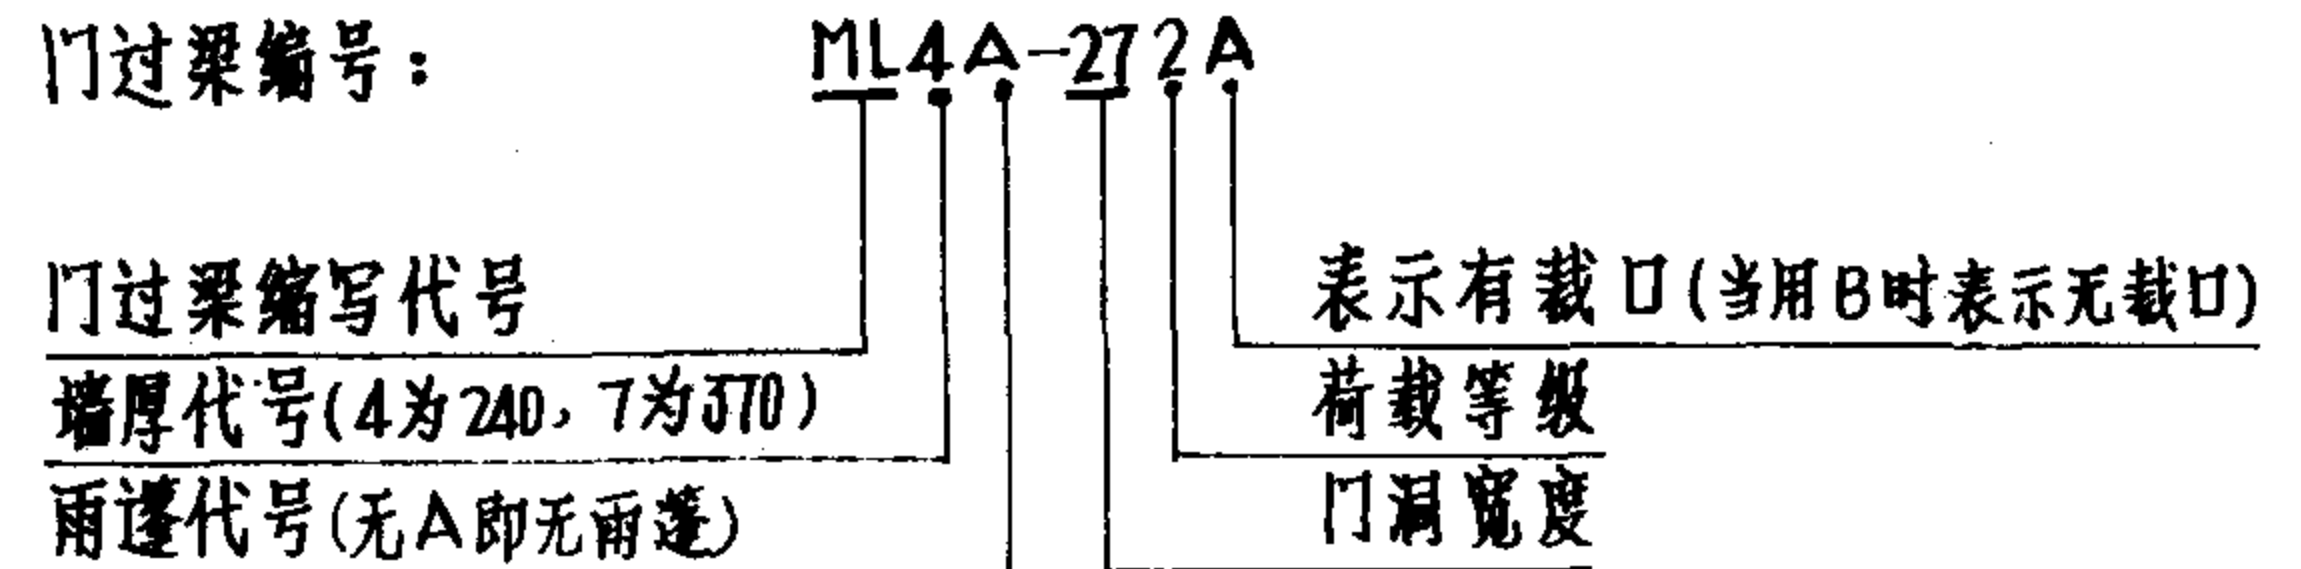 门过梁编号： ML4A-272A
门过梁缩写代号
表示有裁口(当用B时表示无裁口)
墙厚代号(4为240，7为370)
荷载等级
雨篷代号(无A即无雨篷)
门洞宽度